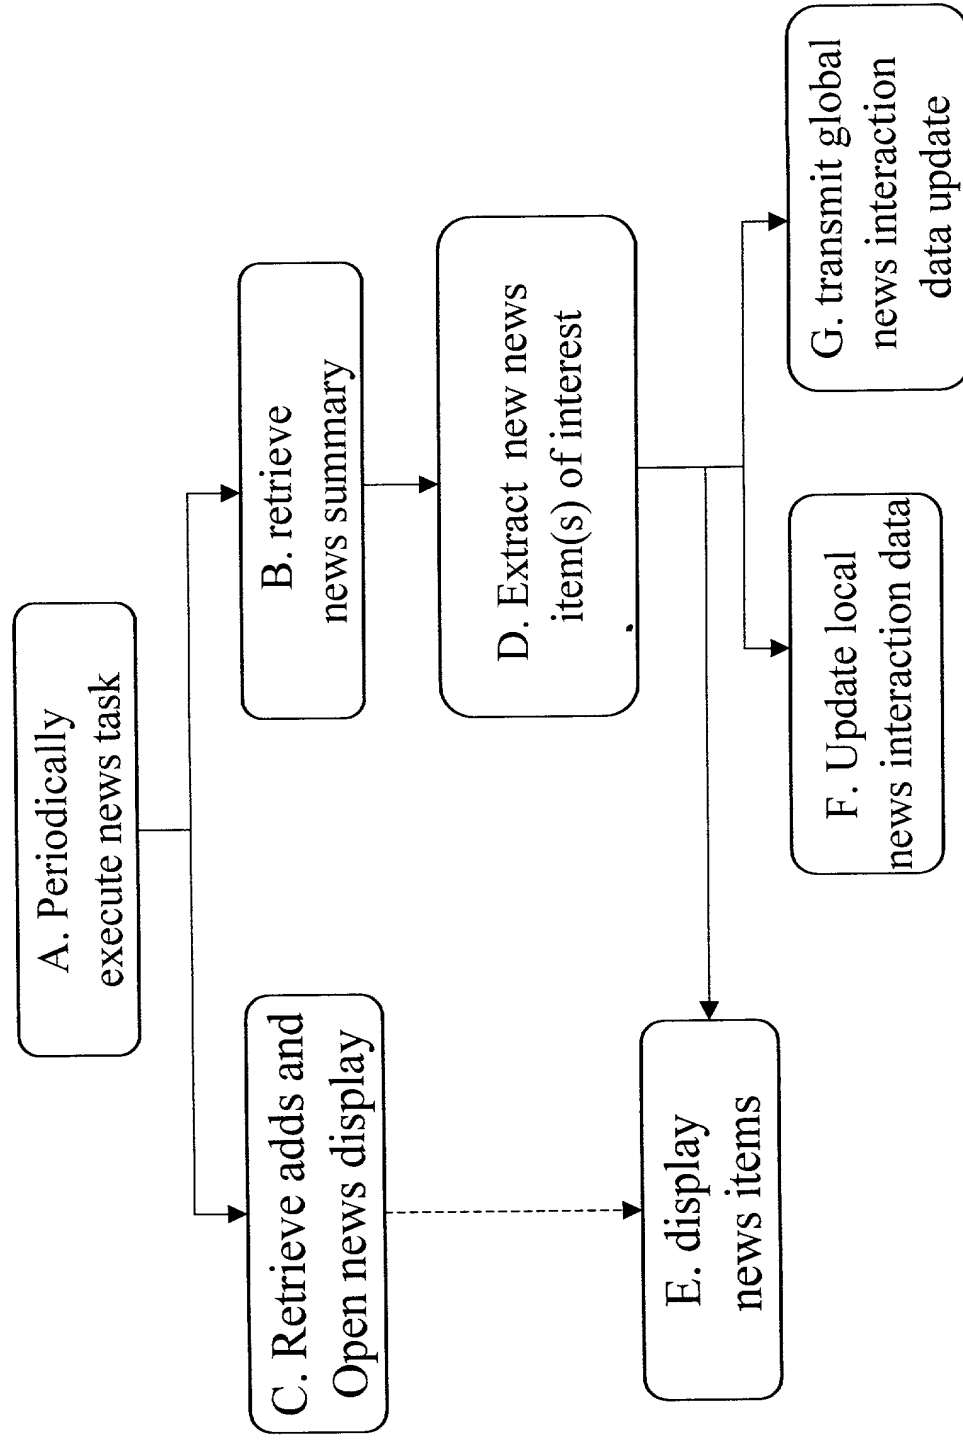 A. Periodically
execute news task
C. Retrieve adds and
Open news display
B. retrieve
news summary
D. Extract new news
item(s) of interest
E. display
news items
F. Update local
news interaction data
G. transmit global
news interaction
data update